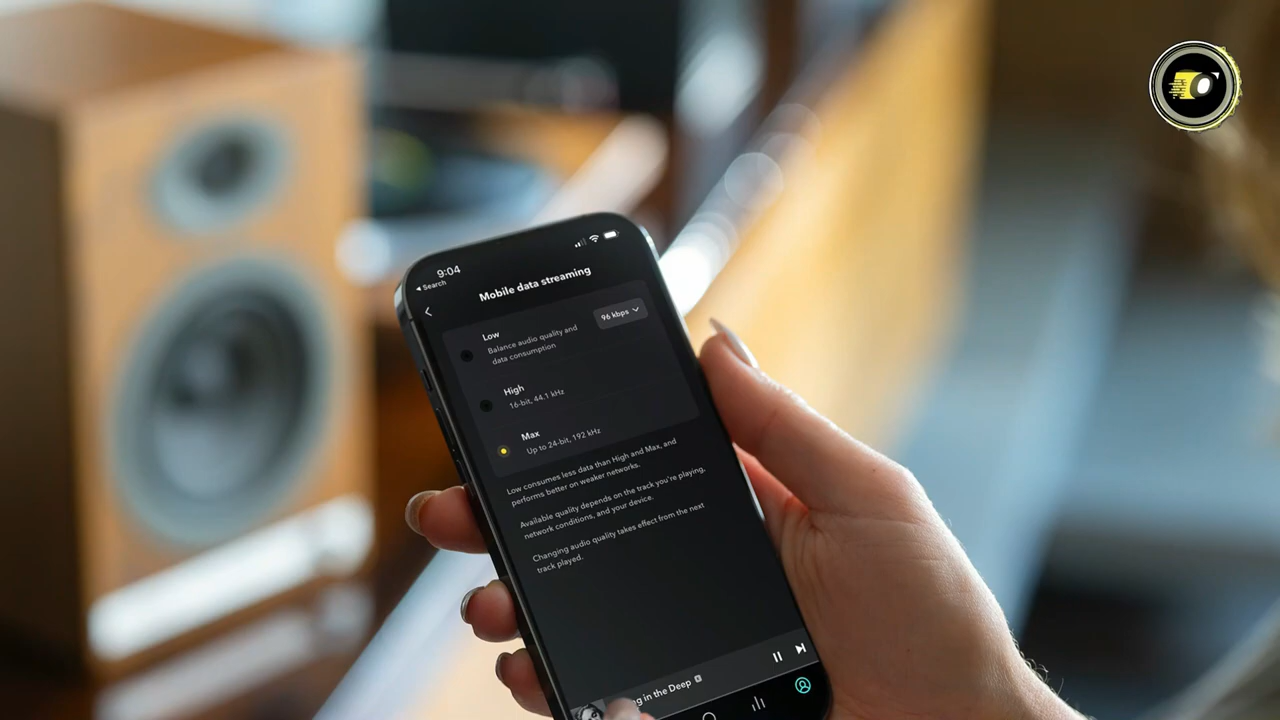 9:04
Search
Mobile data streaming
Low
96 kbps
Balance audio quality and
data consumption
High
16-bit, 44.1 kHz
Max
Up to 24-bit, 192 kHz
Low consumes less data than High and Max, and
performs better on weaker networks.
Available quality depends on the track you're playing,
network conditions, and your device.
Changing audio quality takes effect from the next
track played.
in the Deep